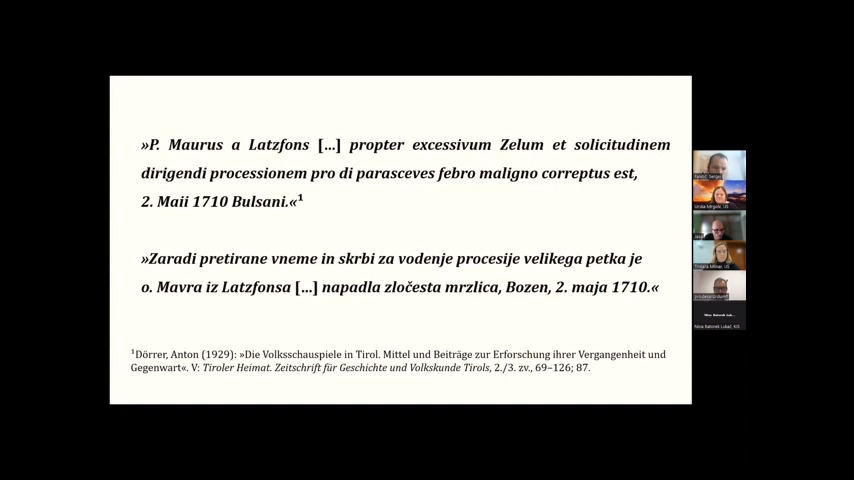 »P. Maurus a Latzfons […] propter excessivum Zelum et solicitudinem
dirigendi processionem pro di parasceves febro maligno correptus est,
2. Maii 1710 Bulsani.«¹
»Zaradi pretirane vneme in skrbi za vodenje procesije velikega petka je
o. Mavra iz Latzfonsa […] napadla zločesta mrzlica, Bozen, 2. maja 1710.«
¹Dörrer, Anton (1929): »Die Volksschauspiele in Tirol. Mittel und Beiträge zur Erforschung ihrer Vergangenheit und
Gegenwart«. V: Tiroler Heimat. Zeitschrift für Geschichte und Volkskunde Tirols, 2./3. zv., 69–126; 87.